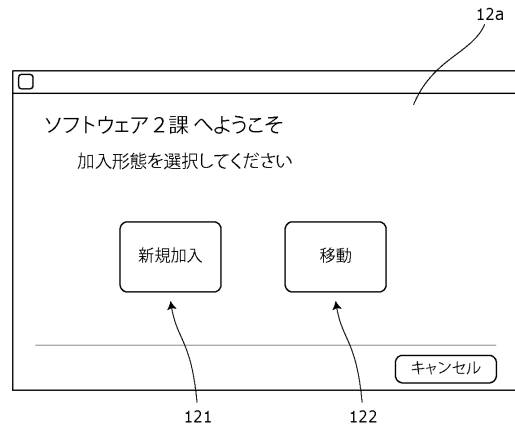 12a
ソフトウェア2課 へようこそ
加入形態を選択してください
新規加入
移動
キャンセル
121
122